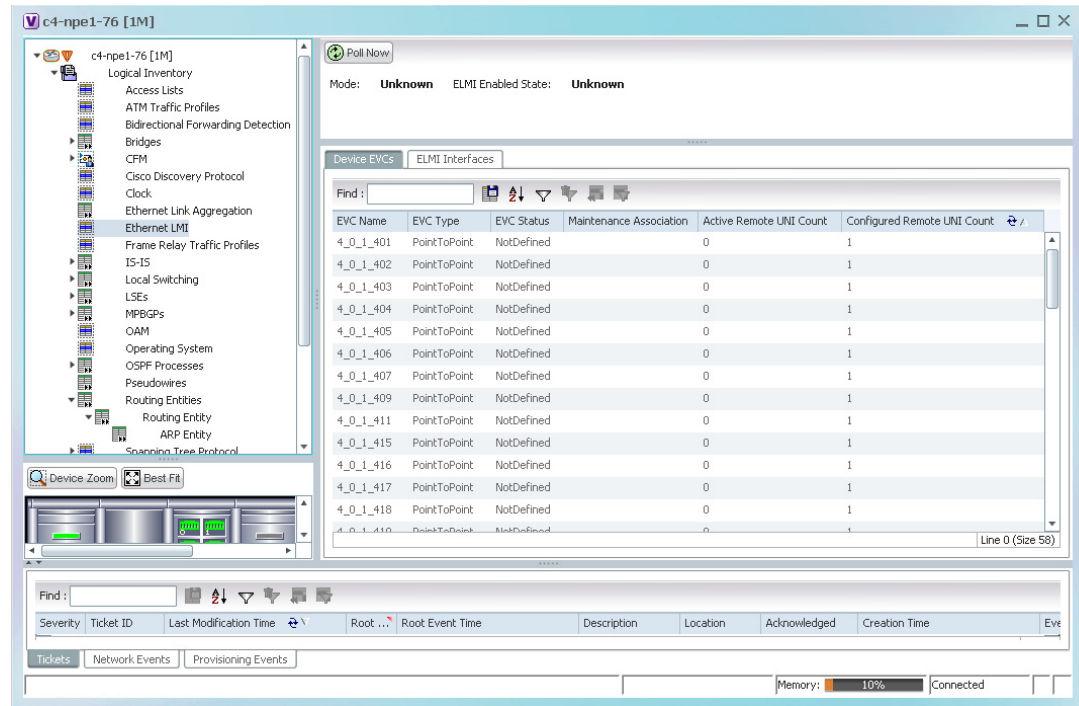 c4-npe1-76 [1M]
c4-npe1-76 [1M]
Logical Inventory
Access Lists
ATM Traffic Profiles
Bidirectional Forwarding Detection
Bridges
CFM
Cisco Discovery Protocol
Clock
Ethernet Link Aggregation
Ethernet LMI
Frame Relay Traffic Profiles
IS-IS
Local Switching
LSEs
MPBGPs
OAM
Operating System
OSPF Processes
Pseudowires
Routing Entities
Routing Entity
ARP Entity
Spanning Tree Protocol
Device Zoom Best Fit
Poll Now
Mode: Unknown ELMI Enabled State: Unknown
Device EVCs ELMI Interfaces
Find :
EVC Name EVC Type EVC Status Maintenance Association Active Remote UNI Count Configured Remote UNI Count
4_0_1_401 PointToPoint NotDefined 0 1
4_0_1_402 PointToPoint NotDefined 0 1
4_0_1_403 PointToPoint NotDefined 0 1
4_0_1_404 PointToPoint NotDefined 0 1
4_0_1_405 PointToPoint NotDefined 0 1
4_0_1_406 PointToPoint NotDefined 0 1
4_0_1_407 PointToPoint NotDefined 0 1
4_0_1_409 PointToPoint NotDefined 0 1
4_0_1_411 PointToPoint NotDefined 0 1
4_0_1_415 PointToPoint NotDefined 0 1
4_0_1_416 PointToPoint NotDefined 0 1
4_0_1_417 PointToPoint NotDefined 0 1
4_0_1_418 PointToPoint NotDefined 0 1
4_0_1_419 PointToPoint NotDefined 0 1
Line 0 (Size 58)
Find :
Severity Ticket ID Last Modification Time Root ... Root Event Time Description Location Acknowledged Creation Time Eve
Tickets Network Events Provisioning Events
Memory: 10% Connected